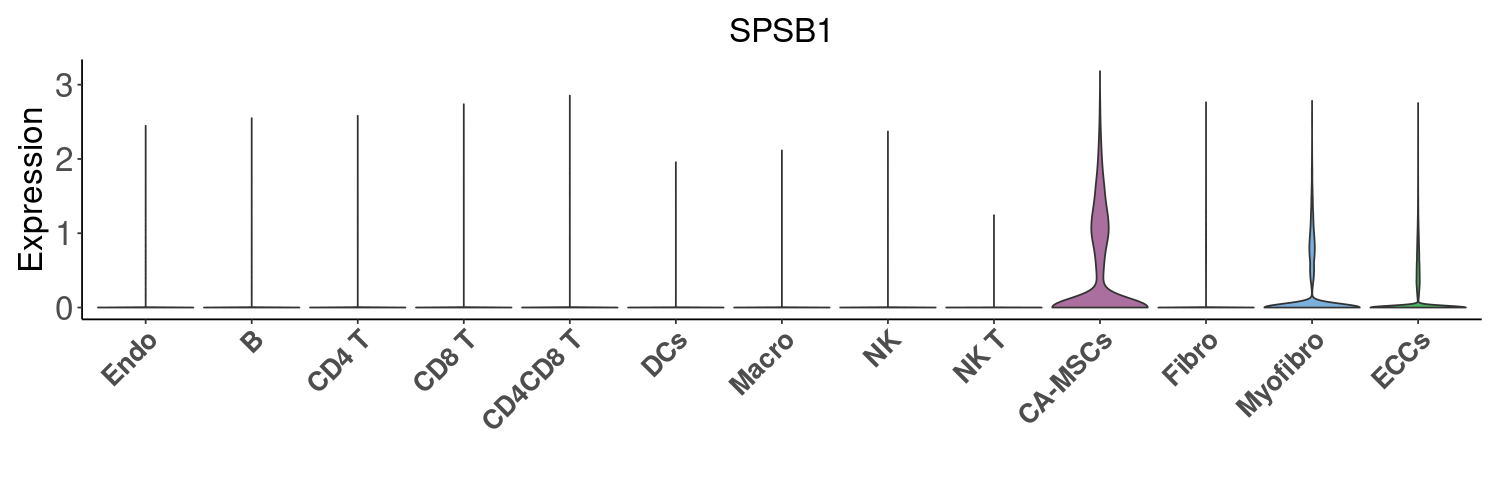 SPSB1
Expression
3
2
1
0
Endo
B
CD4 T
CD8 T
CD4CD8 T
DCs
Macro
NK
NK T
CA-MSCs
Fibro
Myofibro
ECCs